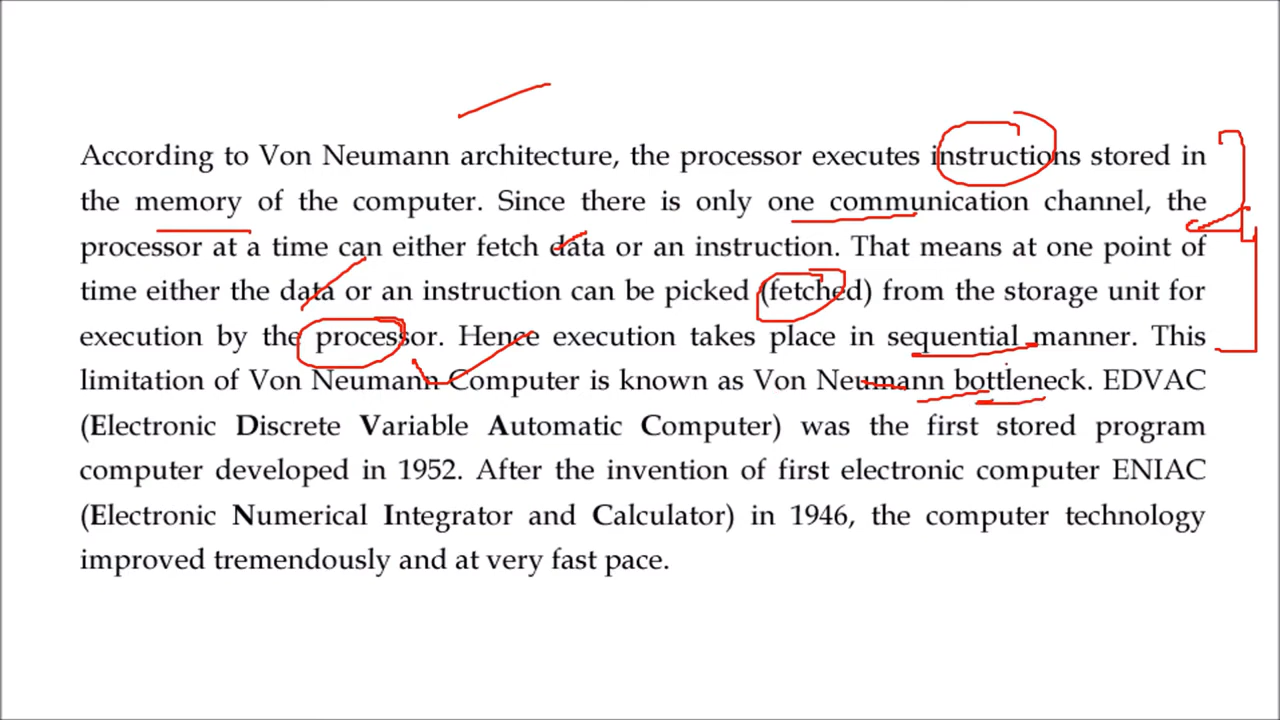 According to Von Neumann architecture, the processor executes instructions stored in
the memory of the computer. Since there is only one communication channel, the
processor at a time can either fetch data or an instruction. That means at one point of
time either the data or an instruction can be picked (fetched) from the storage unit for
execution by the processor. Hence execution takes place in sequential manner. This
limitation of Von Neumann Computer is known as Von Neumann bottleneck. EDVAC
(Electronic Discrete Variable Automatic Computer) was the first stored program
computer developed in 1952. After the invention of first electronic computer ENIAC
(Electronic Numerical Integrator and Calculator) in 1946, the computer technology
improved tremendously and at very fast pace.